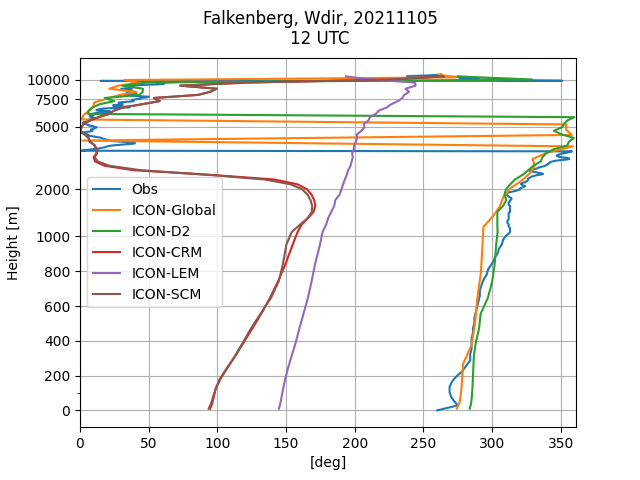 Falkenberg, Wdir, 20211105
12 UTC
10000
7500
5000
2000
1000
800
600
400
200
0
Height [m]
Obs
ICON-Global
ICON-D2
ICON-CRM
ICON-LEM
ICON-SCM
0 50 100 150 200 250 300 350
[deg]